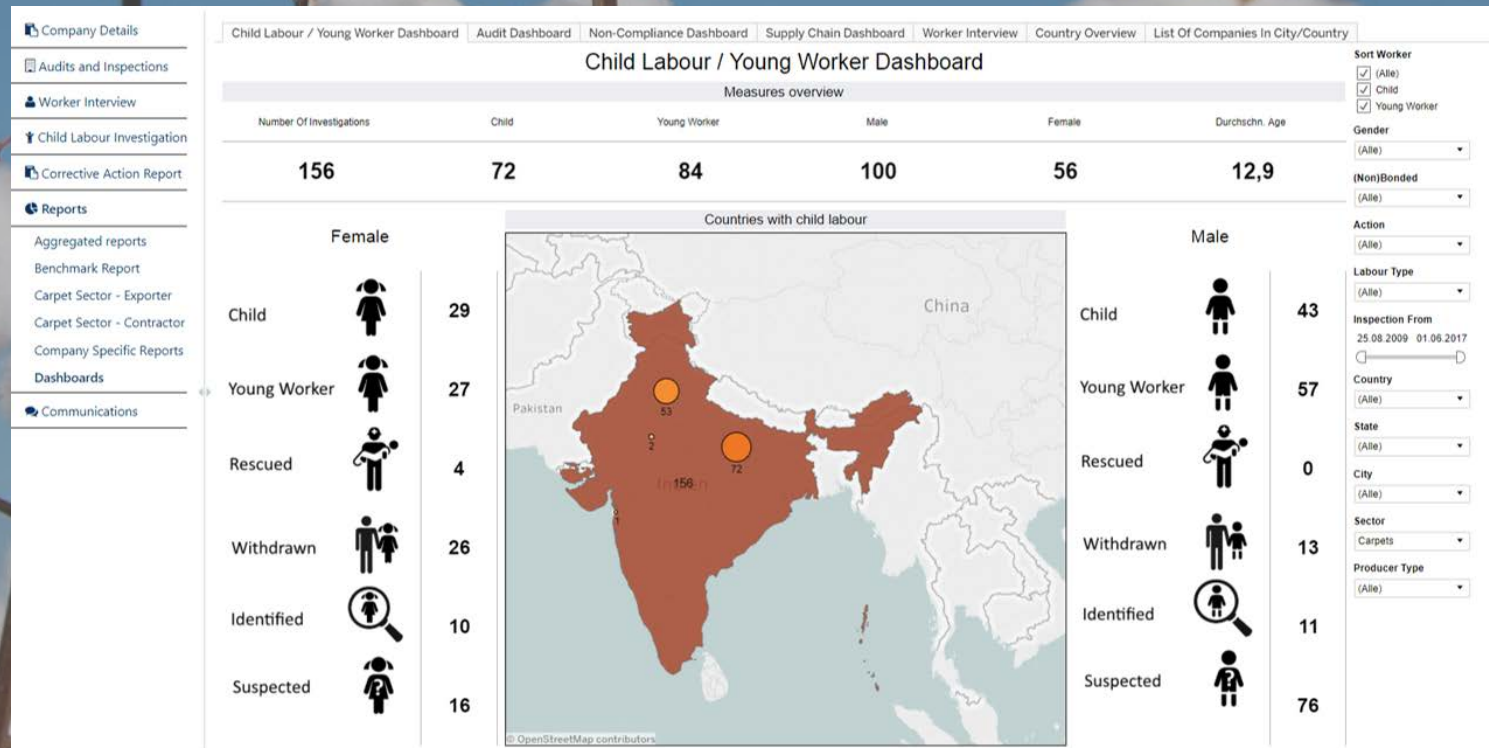 Company Details
Audits and Inspections
Worker Interview
Child Labour Investigation
Corrective Action Report
Reports
Aggregated reports
Benchmark Report
Carpet Sector - Exporter
Carpet Sector - Contractor
Company Specific Reports
Dashboards
Communications
Child Labour / Young Worker Dashboard Audit Dashboard Non-Compliance Dashboard Supply Chain Dashboard Worker Interview Country Overview List Of Companies In City/Country
Child Labour / Young Worker Dashboard
Measures overview
Number Of Investigations Child Young Worker Male Female Durchschn. Age
156 72 84 100 56 12,9
Female
Child 29
Young Worker 27
Rescued 4
Withdrawn 26
Identified 10
Suspected 16
Countries with child labour
China
Pakistan
53
2
72
156
1
© OpenStreetMap contributors
Male
Child 43
Young Worker 57
Rescued 0
Withdrawn 13
Identified 11
Suspected 76
Sort Worker
(Alle)
Child
Young Worker
Gender
(Alle)
(Non)Bonded
(Alle)
Action
(Alle)
Labour Type
(Alle)
Inspection From
25.08.2009 01.06.2017
Country
(Alle)
State
(Alle)
City
(Alle)
Sector
Carpets
Producer Type
(Alle)